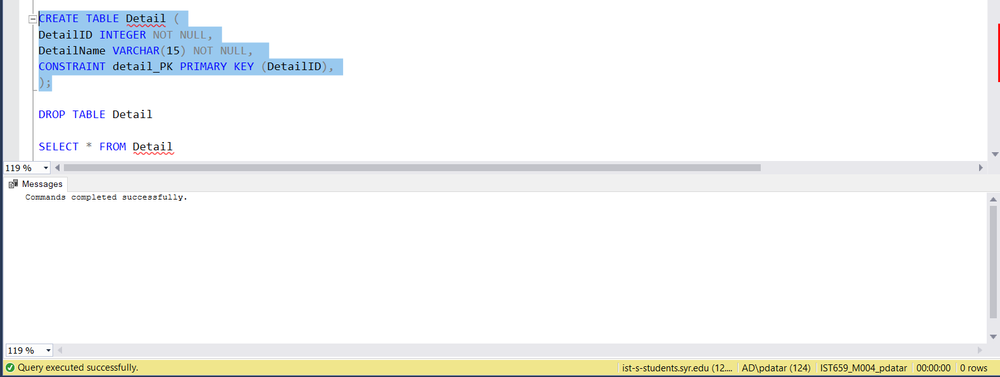 CREATE TABLE Detail (
DetailID INTEGER NOT NULL,
DetailName VARCHAR(15) NOT NULL,
CONSTRAINT detail_PK PRIMARY KEY (DetailID),
);
DROP TABLE Detail
SELECT * FROM Detail
119 %
Messages
Commands completed successfully.
119 %
Query executed successfully. ist-s-students.syr.edu (12.... AD\pdatar (124) IST659_M004_pdatar 00:00:00 0 rows